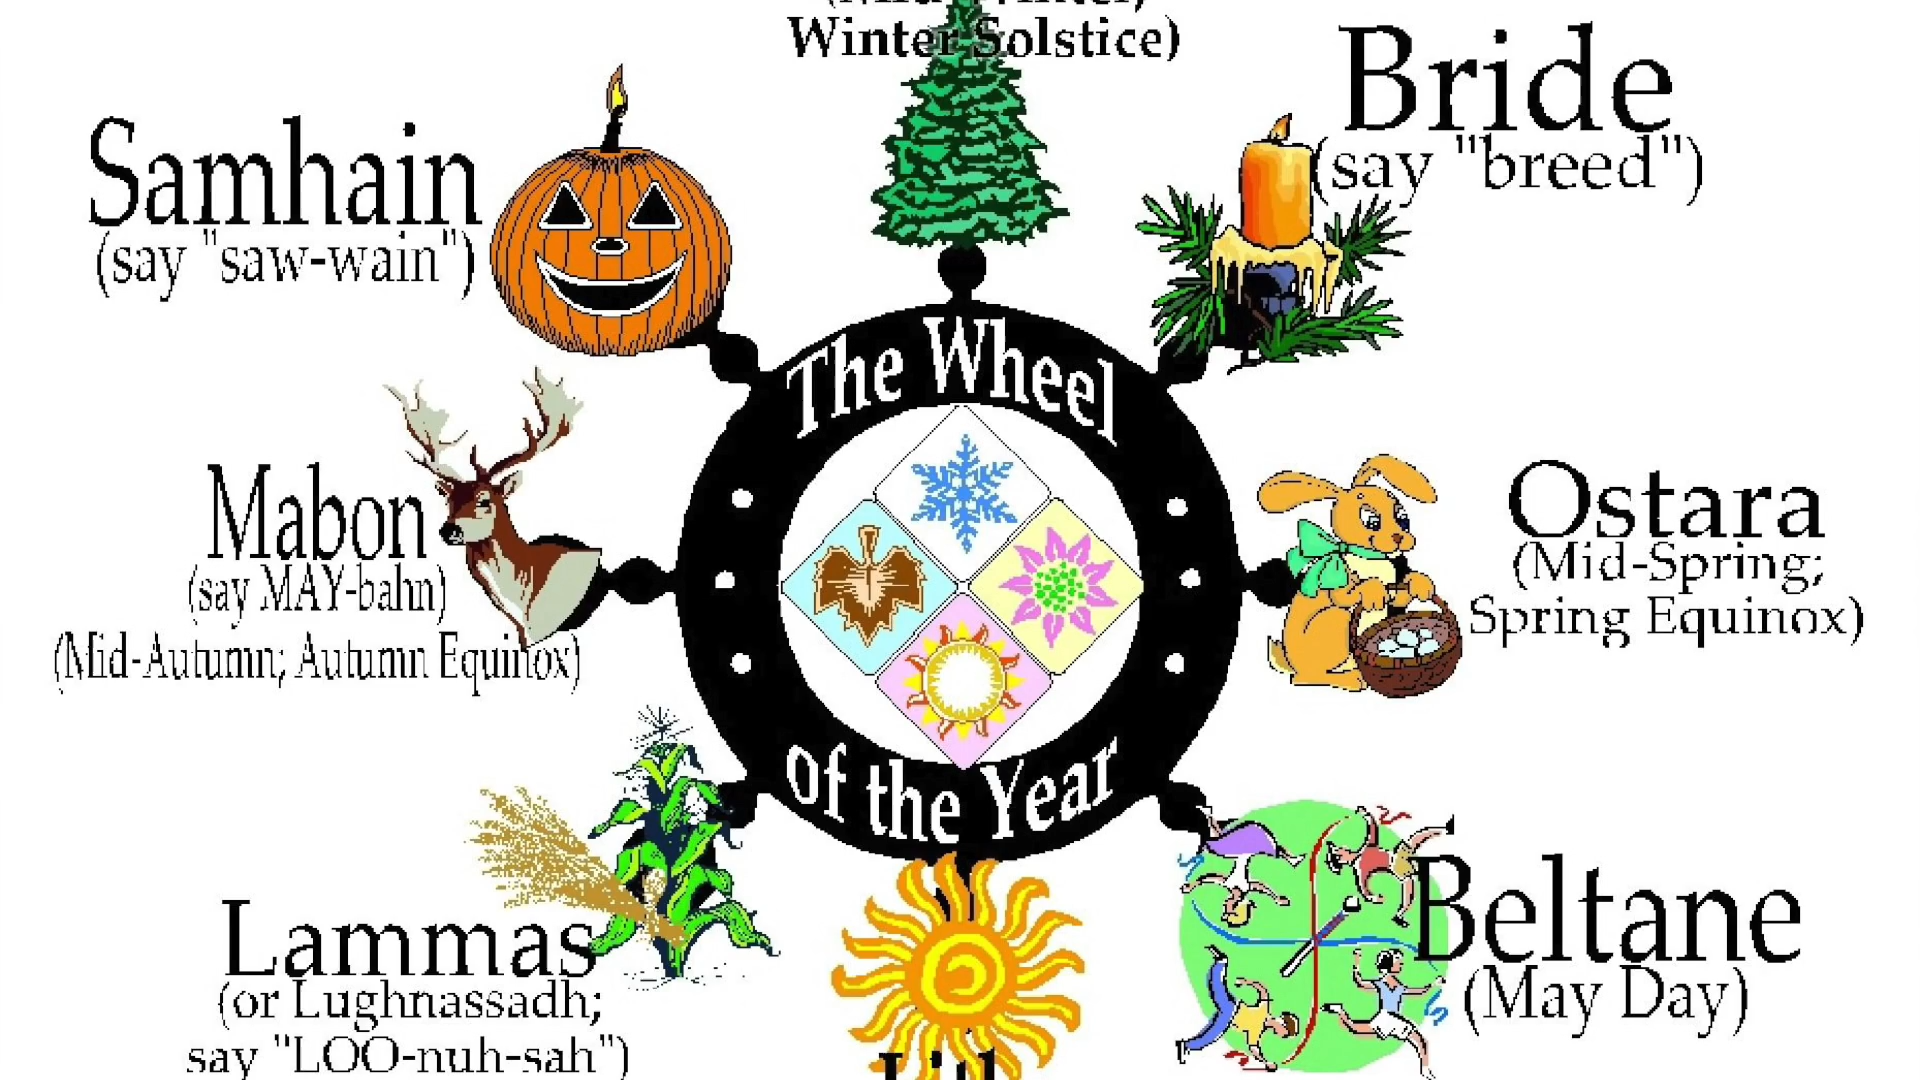 Winter Solstice)
Bride
(say "breed")
Samhain
(say "saw-wain")
The Wheel
of the Year
Mabon
(say MAY-bahn)
(Mid-Autumn; Autumn Equinox)
Ostara
(Mid-Spring;
Spring Equinox)
Lammas
(or Lughnassadh;
say "LOO-nuh-sah")
Beltane
(May Day)